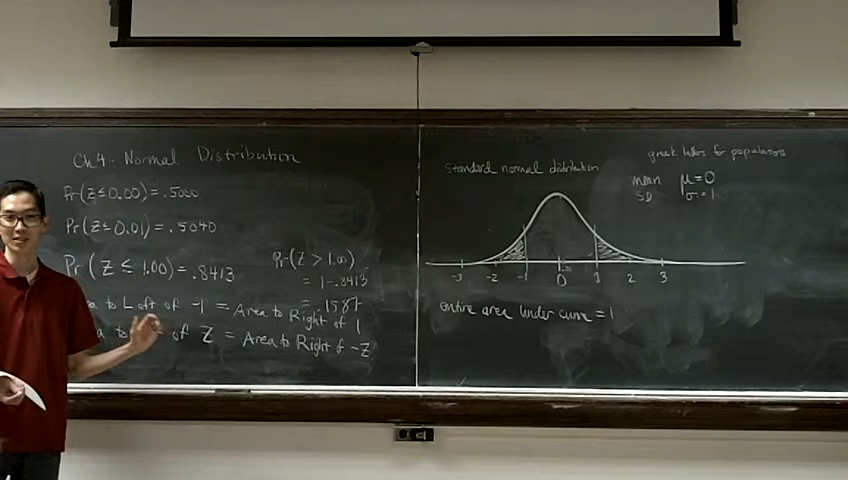 Ch 4 - Normal Distribution
Pr(Z ≤ 0.00) = .5000
Pr(Z ≤ 0.01) = .5040
Pr(Z ≤ 1.00) = .8413
Pr(Z > 1.00)
= 1-.8413
= .1587
to Left of -1 = Area to Right of 1
of Z = Area to Right of -Z
standard normal distribution
greek letters for populations
mean μ=0
SD σ=1
-3 -2 -1 0 1 2 3
entire area under curve = 1